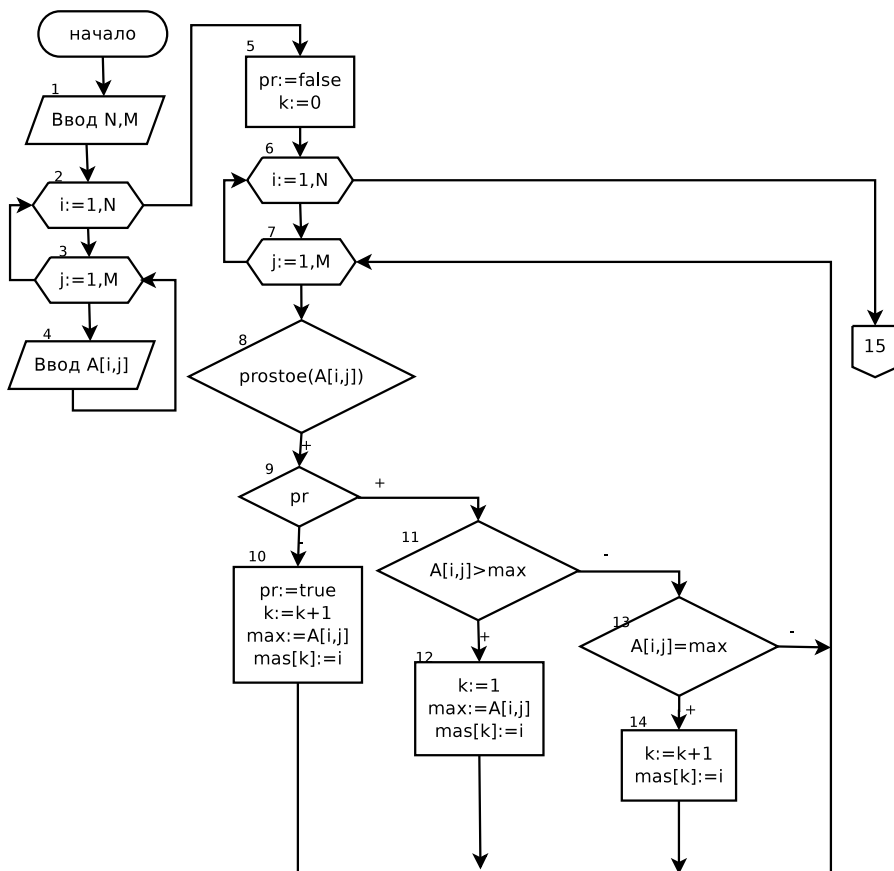 начало
1
Ввод N,M
2
i:=1,N
3
j:=1,M
4
Ввод A[i,j]
5
pr:=false
k:=0
6
i:=1,N
7
j:=1,M
8
prostoe(A[i,j])
+
9
pr
+
-
10
pr:=true
k:=k+1
max:=A[i,j]
mas[k]:=i
11
A[i,j]>max
-
+
12
k:=1
max:=A[i,j]
mas[k]:=i
13
A[i,j]=max
-
+
14
k:=k+1
mas[k]:=i
15